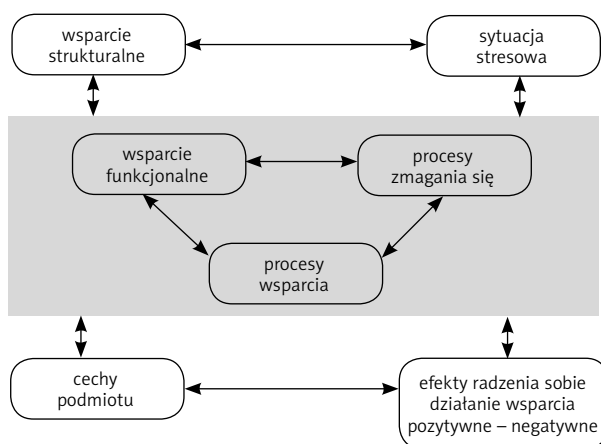 wsparcie
strukturalne
sytuacja
stresowa
wsparcie
funkcjonalne
procesy
zmagania się
procesy
wsparcia
cechy
podmiotu
efekty radzenia sobie
działanie wsparcia
pozytywne – negatywne